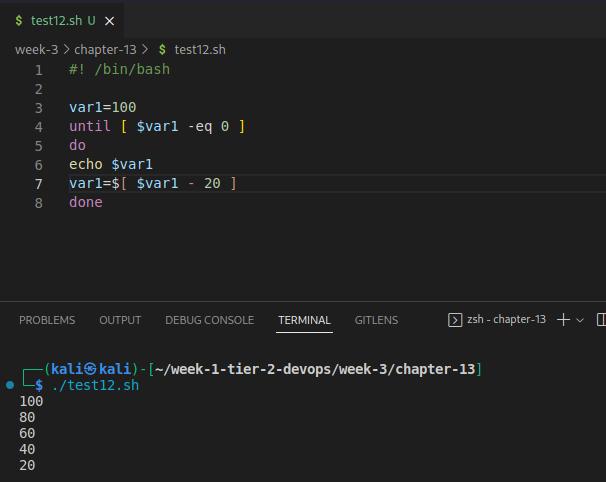 $ test12.sh U ×
week-3 > chapter-13 > $ test12.sh
1 #! /bin/bash
2
3 var1=100
4 until [ $var1 -eq 0 ]
5 do
6 echo $var1
7 var1=$[ $var1 - 20 ]
8 done
PROBLEMS OUTPUT DEBUG CONSOLE TERMINAL GITLENS zsh - chapter-13
┌──(kali㉿kali)-[~/week-1-tier-2-devops/week-3/chapter-13]
└─$ ./test12.sh
100
80
60
40
20